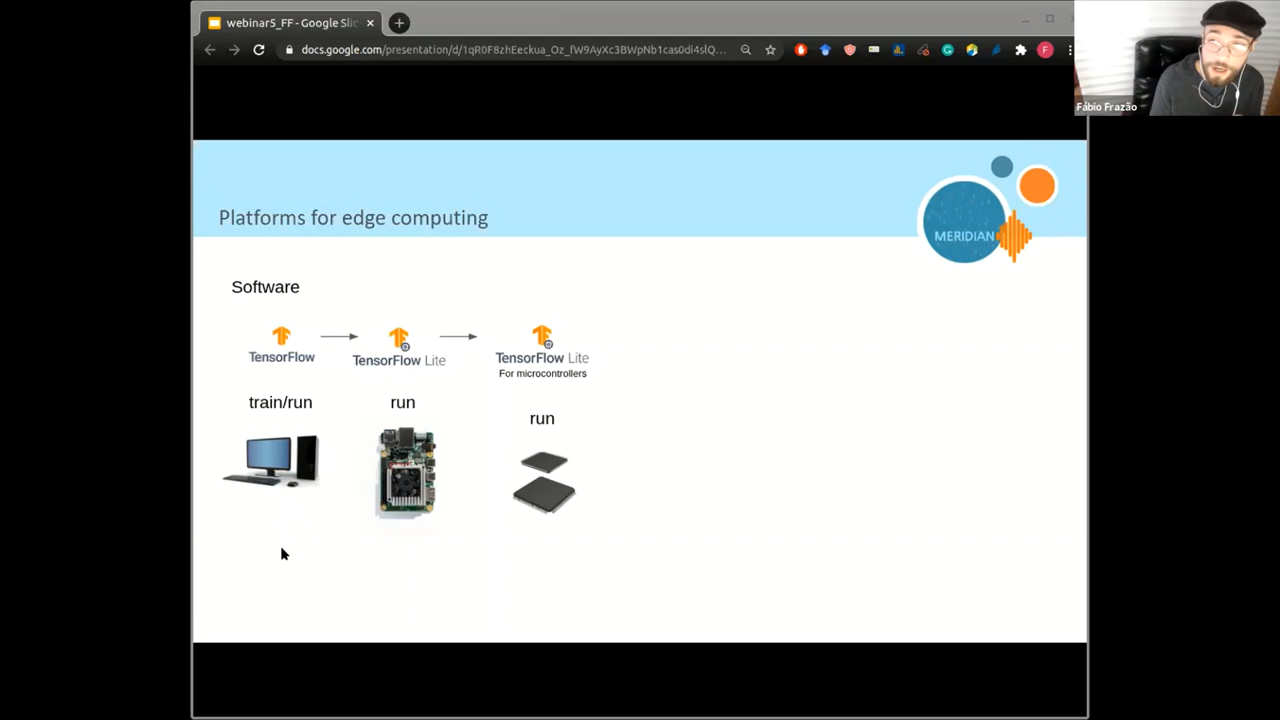 webinar5_FF - Google Slic
docs.google.com/presentation/d/1qR0F8zhEeckua_Oz_fW9AyXc3BWpNb1cas0di4slQ...
Fábio Frazão
Platforms for edge computing
MERIDIAN
Software
TensorFlow
TensorFlow Lite
TensorFlow Lite
For microcontrollers
train/run
run
run